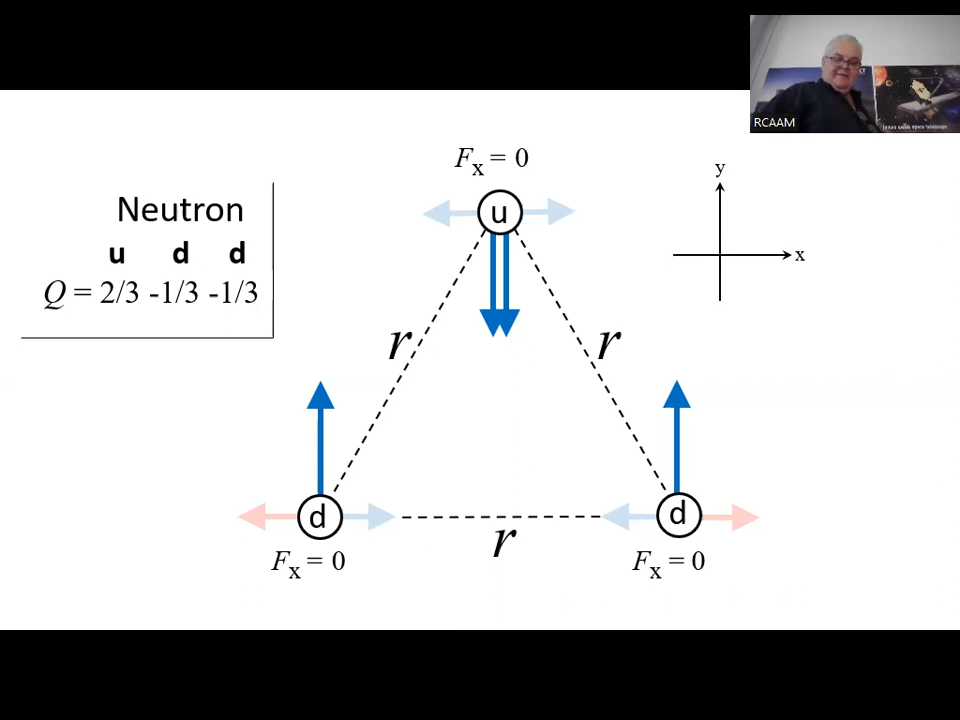 RCAAM
Fx = 0
y
x
Neutron
u d d
Q = 2/3 -1/3 -1/3
u
r
r
d
d
r
Fx = 0
Fx = 0